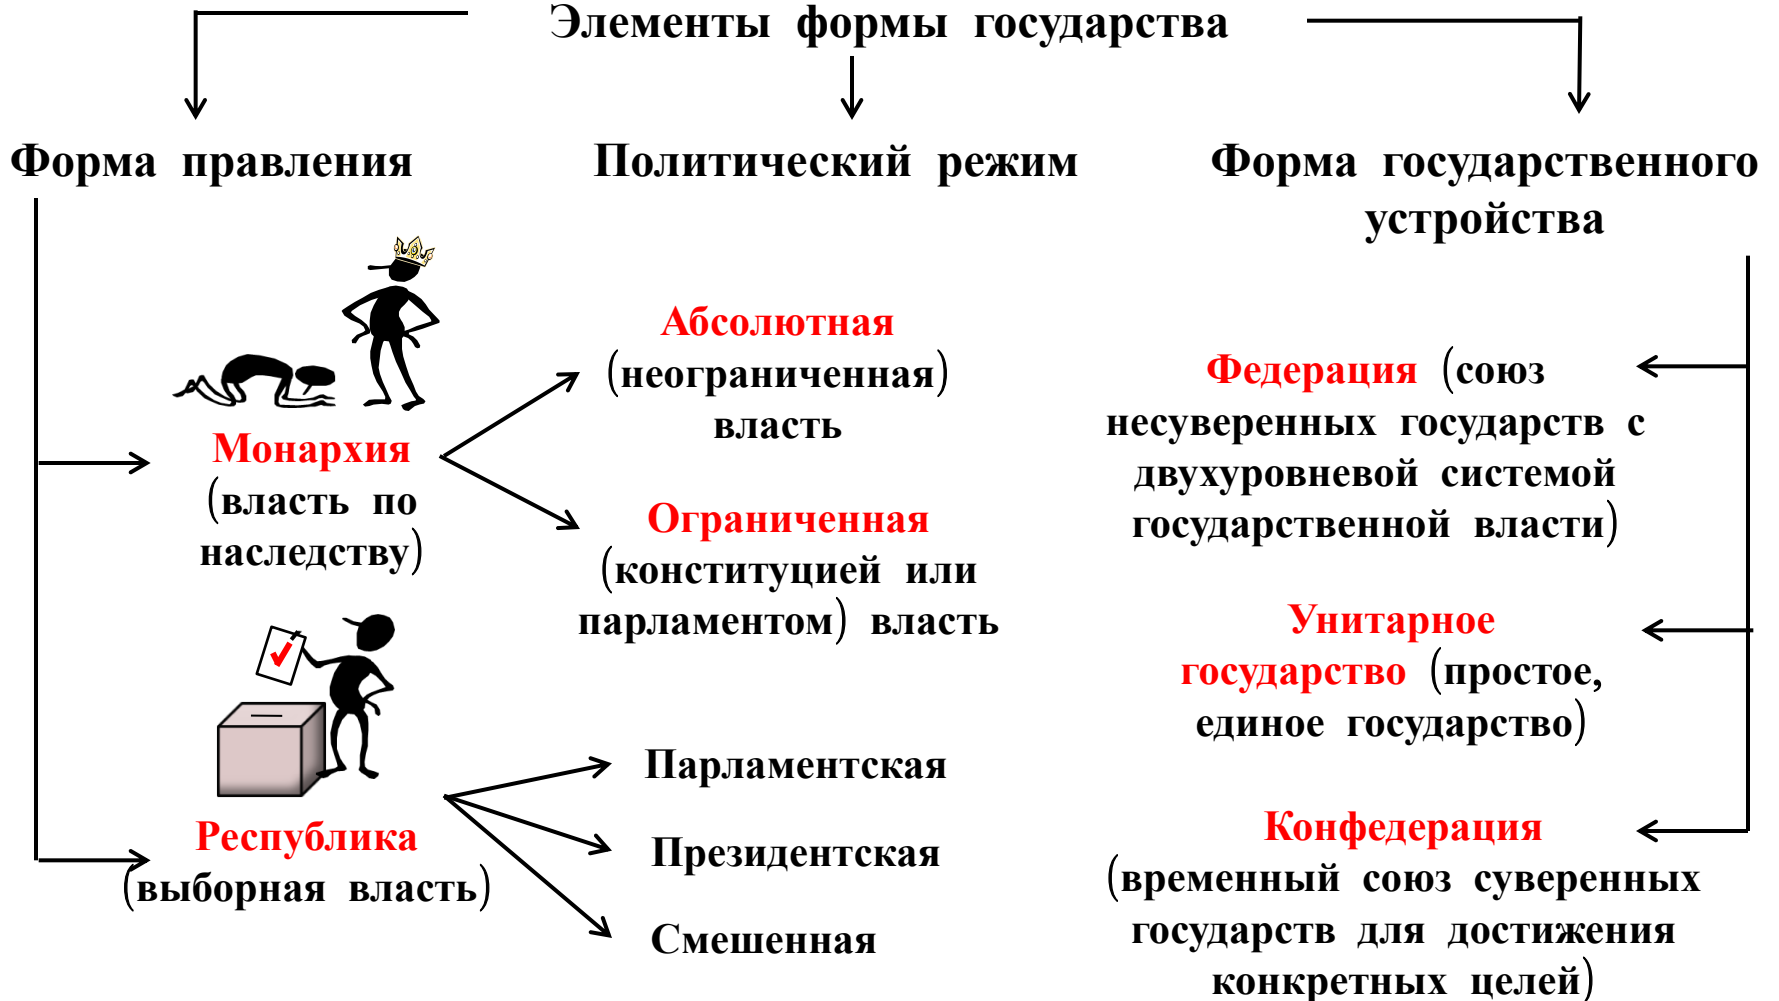 Элементы формы государства
Форма правления
Политический режим
Форма государственного
устройства
Монархия
(власть по
наследству)
Абсолютная
(неограниченная)
власть
Ограниченная
(конституцией или
парламентом) власть
Республика
(выборная власть)
Парламентская
Президентская
Смешенная
Федерация (союз
несуверенных государств с
двухуровневой системой
государственной власти)
Унитарное
государство (простое,
единое государство)
Конфедерация
(временный союз суверенных
государств для достижения
конкретных целей)